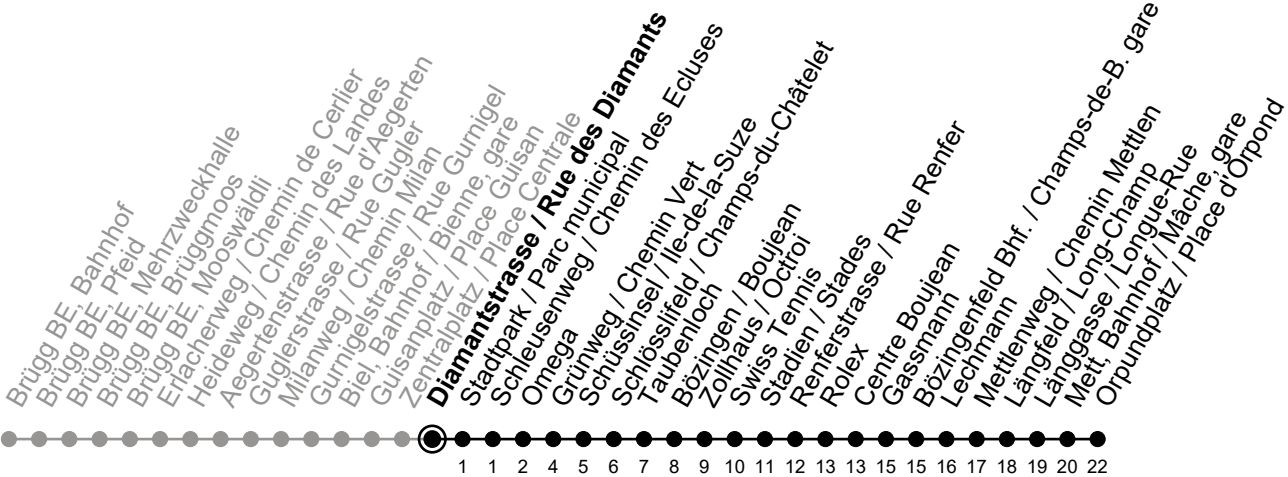 Brügg BE, Bahnhof
Brügg BE, Pfeid
Brügg BE, Mehrzweckhalle
Brügg BE, Brüggmoos
Brügg BE, Mooswäldli
Erlacherweg / Chemin de Cerlier
Heideweg / Chemin des Landes
Aegertenstrasse / Rue d'Aegerten
Guglerstrasse / Rue Gugler
Milanweg / Chemin Milan
Gurnigelstrasse / Rue Gurnigel
Biel, Bahnhof / Bienne, gare
Guisanplatz / Place Guisan
Zentralplatz / Place Centrale
Diamantstrasse / Rue des Diamants
Stadtpark / Parc municipal
Schleusenweg / Chemin des Ecluses
Omega
Grünweg / Chemin Vert
Schüssinsel / Ile-de-la-Suze
Schlösslifeld / Champs-du-Châtelet
Taubenloch
Bözingen / Boujean
Zollhaus / Octroi
Swiss Tennis
Stadien / Stades
Renferstrasse / Rue Renfer
Rolex
Centre Boujean
Gassmann
Bözingenfeld Bhf. / Champs-de-B. gare
Lechmann
Mettlenweg / Chemin Mettlen
Längfeld / Long-Champ
Länggasse / Longue-Rue
Mett, Bahnhof / Mâche, gare
Orpundplatz / Place d'Orpond
1 1 2 4 5 6 7 8 9 10 11 12 13 13 15 15 16 17 18 19 20 22